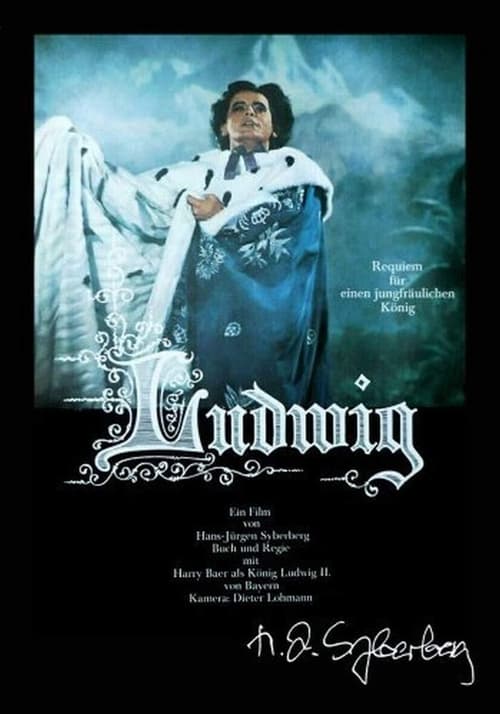 Requiem
für
einen jungfräulichen
König
Ludwig
Ein Film
von
Hans-Jürgen Syberberg
Buch und Regie
mit
Harry Baer als König Ludwig II.
von Bayern
Kamera: Dieter Lohmann
H. J. Syberberg